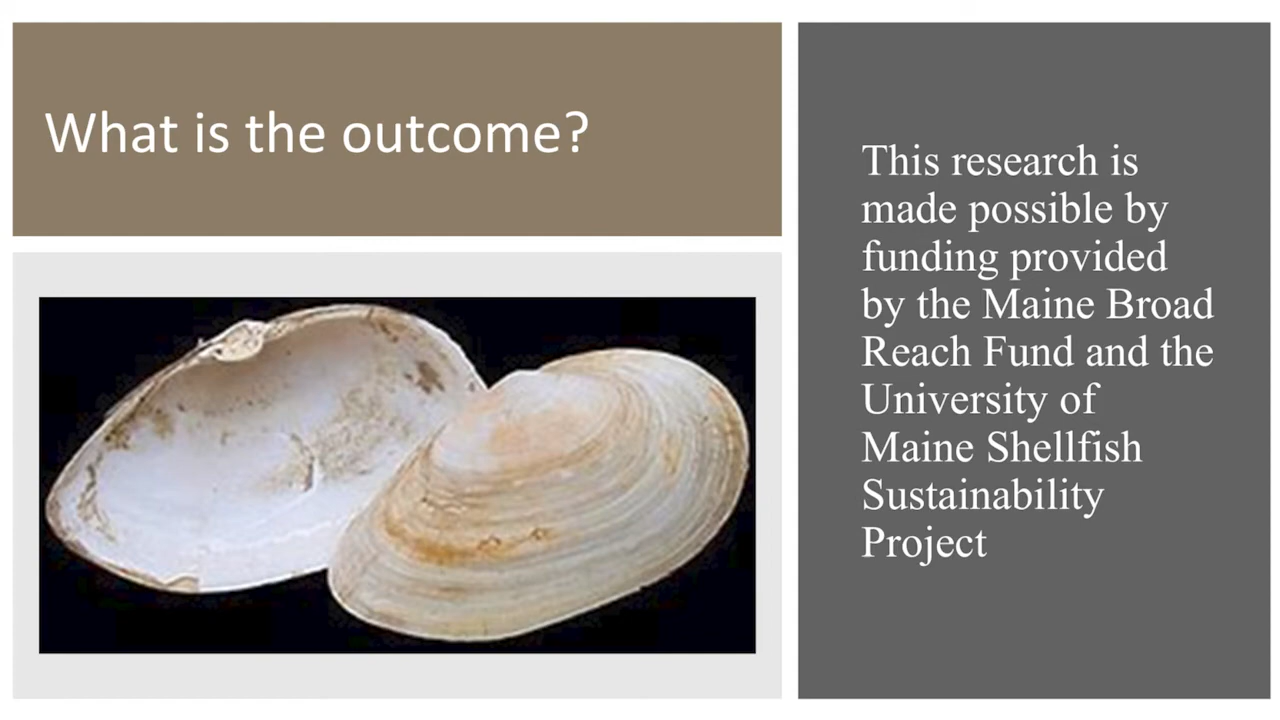 What is the outcome?
This research is
made possible by
funding provided
by the Maine Broad
Reach Fund and the
University of
Maine Shellfish
Sustainability
Project